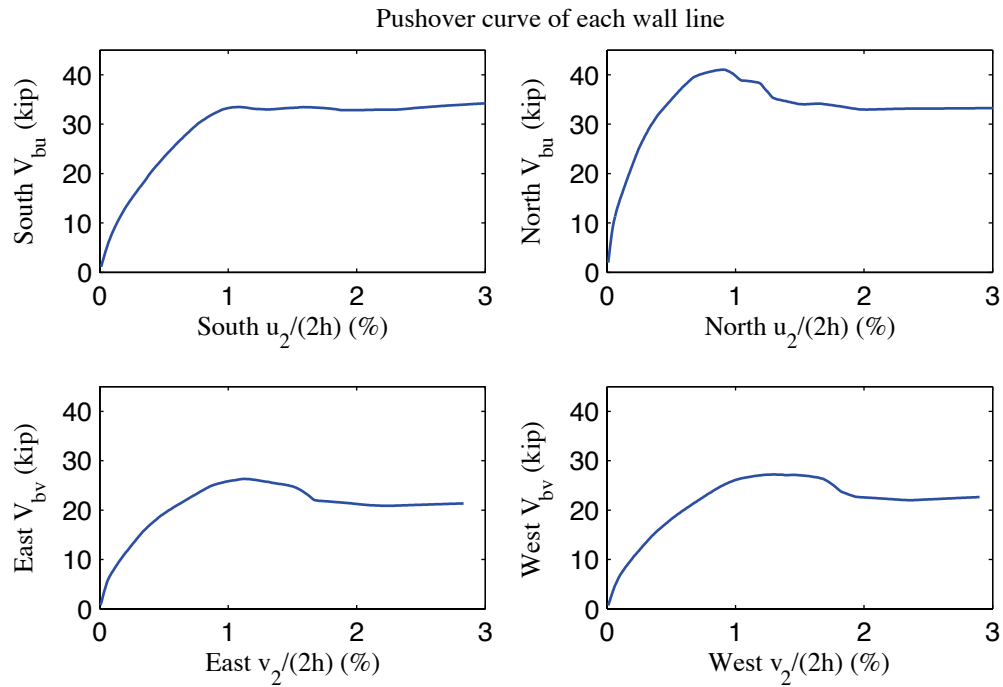 Pushover curve of each wall line
South V_bu (kip)
40
30
20
10
0
0 1 2 3
South u_2/(2h) (%)
North V_bu (kip)
40
30
20
10
0
0 1 2 3
North u_2/(2h) (%)
East V_bv (kip)
40
30
20
10
0
0 1 2 3
East v_2/(2h) (%)
West V_bv (kip)
40
30
20
10
0
0 1 2 3
West v_2/(2h) (%)